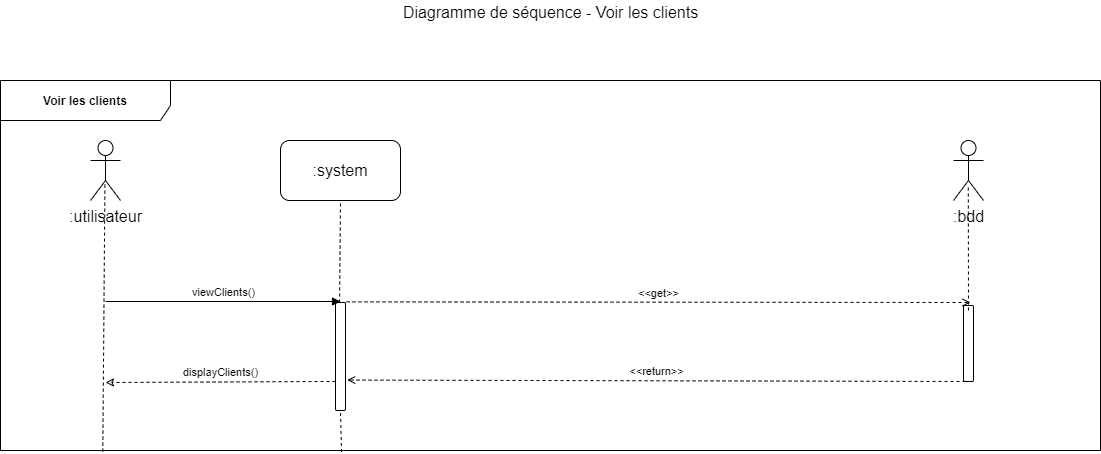 Diagramme de séquence - Voir les clients
Voir les clients
:system
:utilisateur
:bdd
viewClients()
<<get>>
displayClients()
<<return>>